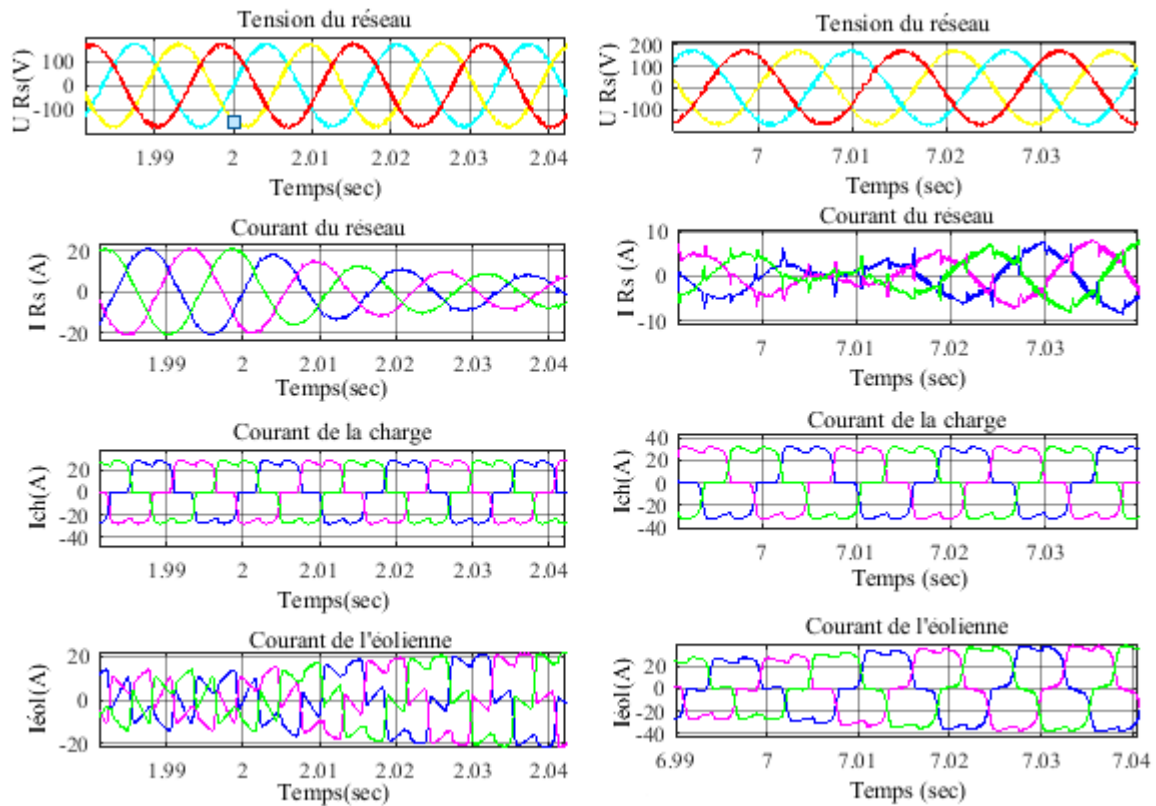 Tension du réseau
U Rs(V)
100
0
-100
1.99 2 2.01 2.02 2.03 2.04
Temps(sec)
Courant du réseau
I Rs (A)
20
0
-20
1.99 2 2.01 2.02 2.03 2.04
Temps(sec)
Courant de la charge
Ich(A)
20
0
-20
-40
1.99 2 2.01 2.02 2.03 2.04
Temps(sec)
Courant de l'éolienne
Iéol(A)
20
0
-20
1.99 2 2.01 2.02 2.03 2.04
Temps(sec)
Tension du réseau
U Rs(V)
200
100
0
-100
7 7.01 7.02 7.03
Temps (sec)
Courant du réseau
I Rs (A)
10
0
-10
7 7.01 7.02 7.03
Temps (sec)
Courant de la charge
Ich(A)
40
20
0
-20
-40
7 7.01 7.02 7.03
Temps (sec)
Courant de l'éolienne
Iéol(A)
20
0
-20
-40
6.99 7 7.01 7.02 7.03 7.04
Temps (sec)